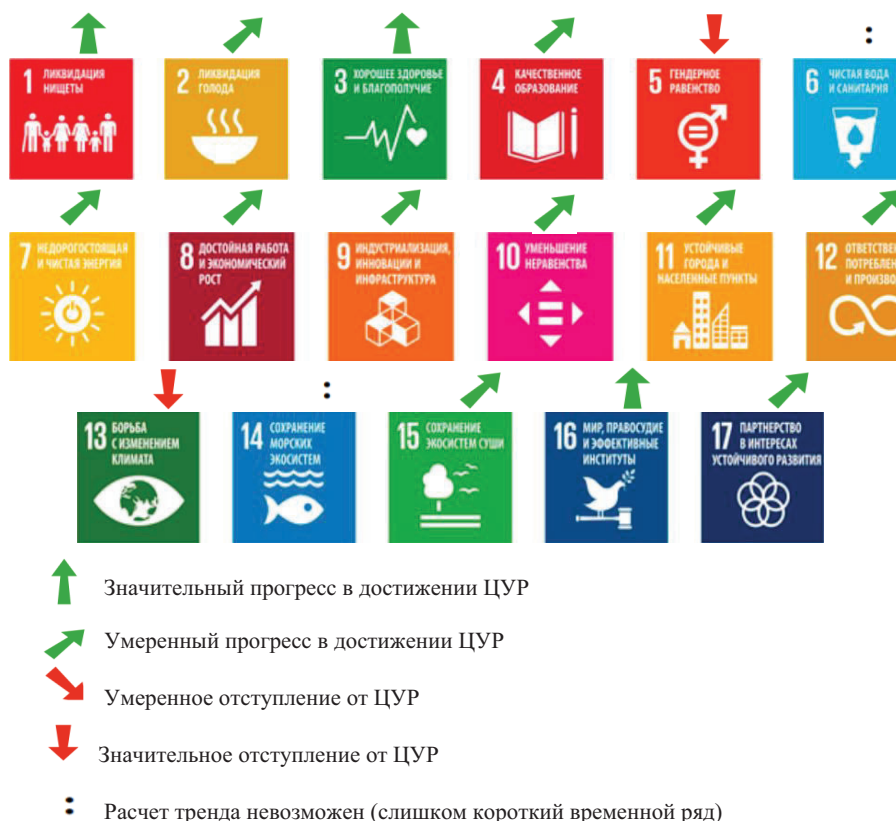 :
1 ЛИКВИДАЦИЯ
НИЩЕТЫ
2 ЛИКВИДАЦИЯ
ГОЛОДА
3 ХОРОШЕЕ ЗДОРОВЬЕ
И БЛАГОПОЛУЧИЕ
4 КАЧЕСТВЕННОЕ
ОБРАЗОВАНИЕ
5 ГЕНДЕРНОЕ
РАВЕНСТВО
6 ЧИСТАЯ ВОДА
И САНИТАРИЯ
7 НЕДОРОГОСТОЯЩАЯ
И ЧИСТАЯ ЭНЕРГИЯ
8 ДОСТОЙНАЯ РАБОТА
И ЭКОНОМИЧЕСКИЙ
РОСТ
9 ИНДУСТРИАЛИЗАЦИЯ,
ИННОВАЦИИ И
ИНФРАСТРУКТУРА
10 УМЕНЬШЕНИЕ
НЕРАВЕНСТВА
11 УСТОЙЧИВЫЕ
ГОРОДА И
НАСЕЛЕННЫЕ ПУНКТЫ
12 ОТВЕТСТВЕН
ПОТРЕБЛЕН
И ПРОИЗВО
:
13 БОРЬБА
С ИЗМЕНЕНИЕМ
КЛИМАТА
14 СОХРАНЕНИЕ
МОРСКИХ
ЭКОСИСТЕМ
15 СОХРАНЕНИЕ
ЭКОСИСТЕМ СУШИ
16 МИР, ПРАВОСУДИЕ
И ЭФФЕКТИВНЫЕ
ИНСТИТУТЫ
17 ПАРТНЕРСТВО
В ИНТЕРЕСАХ
УСТОЙЧИВОГО РАЗВИТИЯ
Значительный прогресс в достижении ЦУР
Умеренный прогресс в достижении ЦУР
Умеренное отступление от ЦУР
Значительное отступление от ЦУР
: Расчет тренда невозможен (слишком короткий временной ряд)